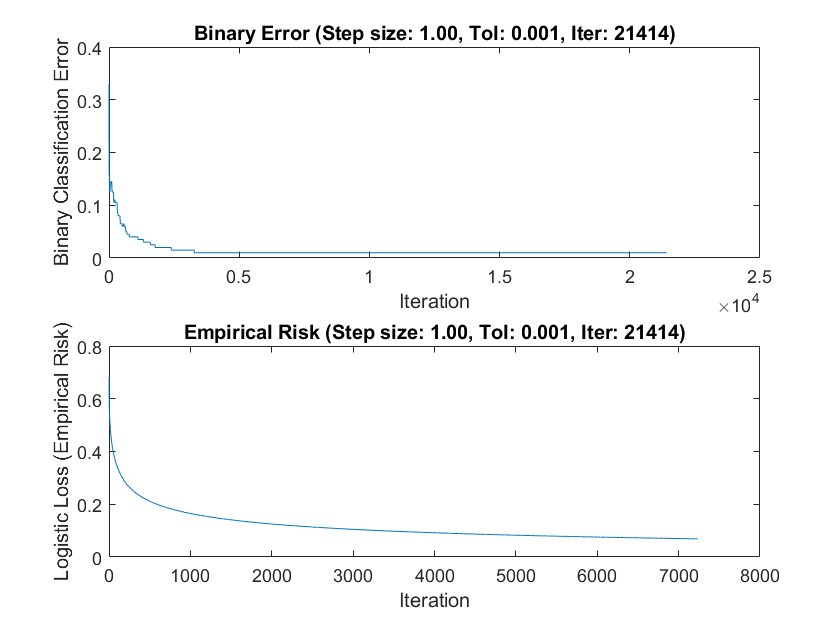 Binary Error (Step size: 1.00, Tol: 0.001, Iter: 21414)
Binary Classification Error
0.4
0.3
0.2
0.1
0
0 0.5 1 1.5 2 2.5
Iteration
×10^4
Empirical Risk (Step size: 1.00, Tol: 0.001, Iter: 21414)
Logistic Loss (Empirical Risk)
0.8
0.6
0.4
0.2
0
0 1000 2000 3000 4000 5000 6000 7000 8000
Iteration